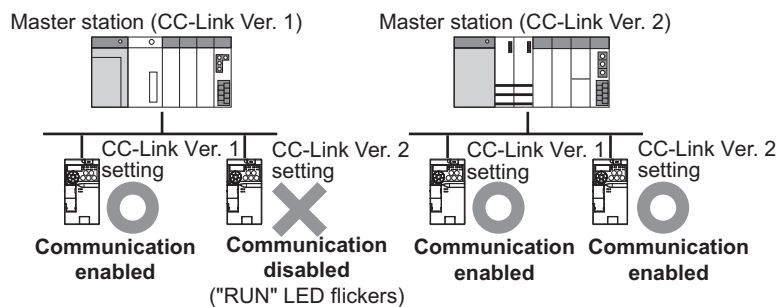 Master station (CC-Link Ver. 1)
Master station (CC-Link Ver. 2)
CC-Link Ver. 1
setting
CC-Link Ver. 2
setting
CC-Link Ver. 1
setting
CC-Link Ver. 2
setting
Communication
enabled
Communication
disabled
("RUN" LED flickers)
Communication
enabled
Communication
enabled